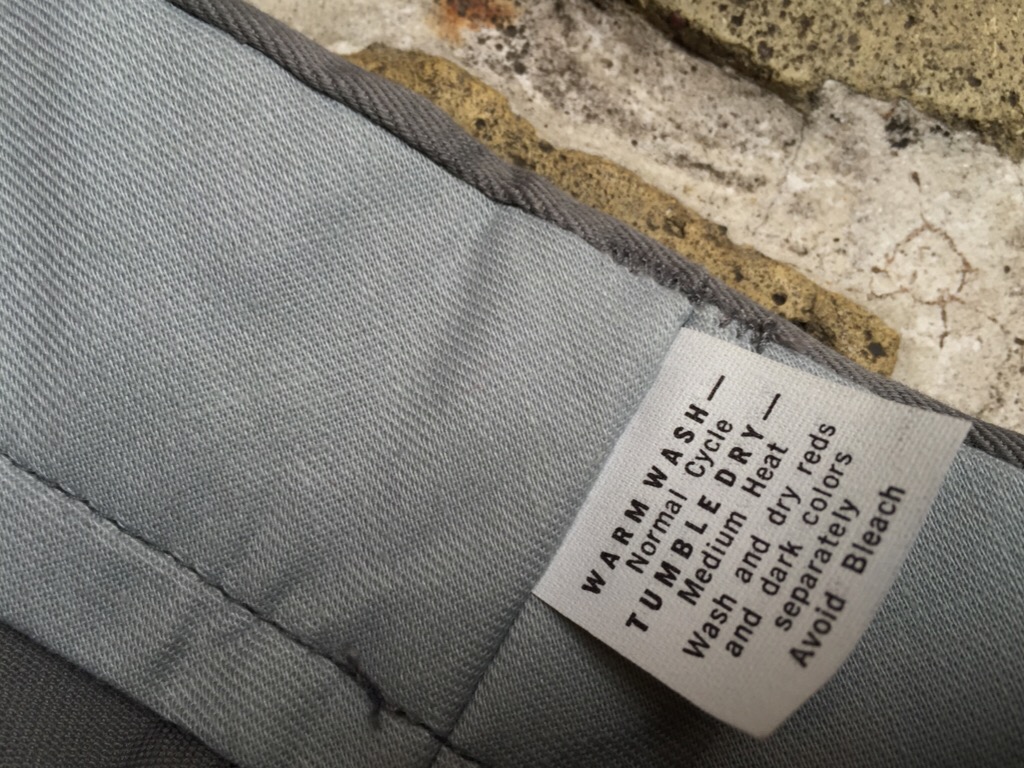 WARM WASH—
Normal Cycle
TUMBLE DRY—
Medium Heat
Wash and dry reds
and dark colors
separately
Avoid Bleach